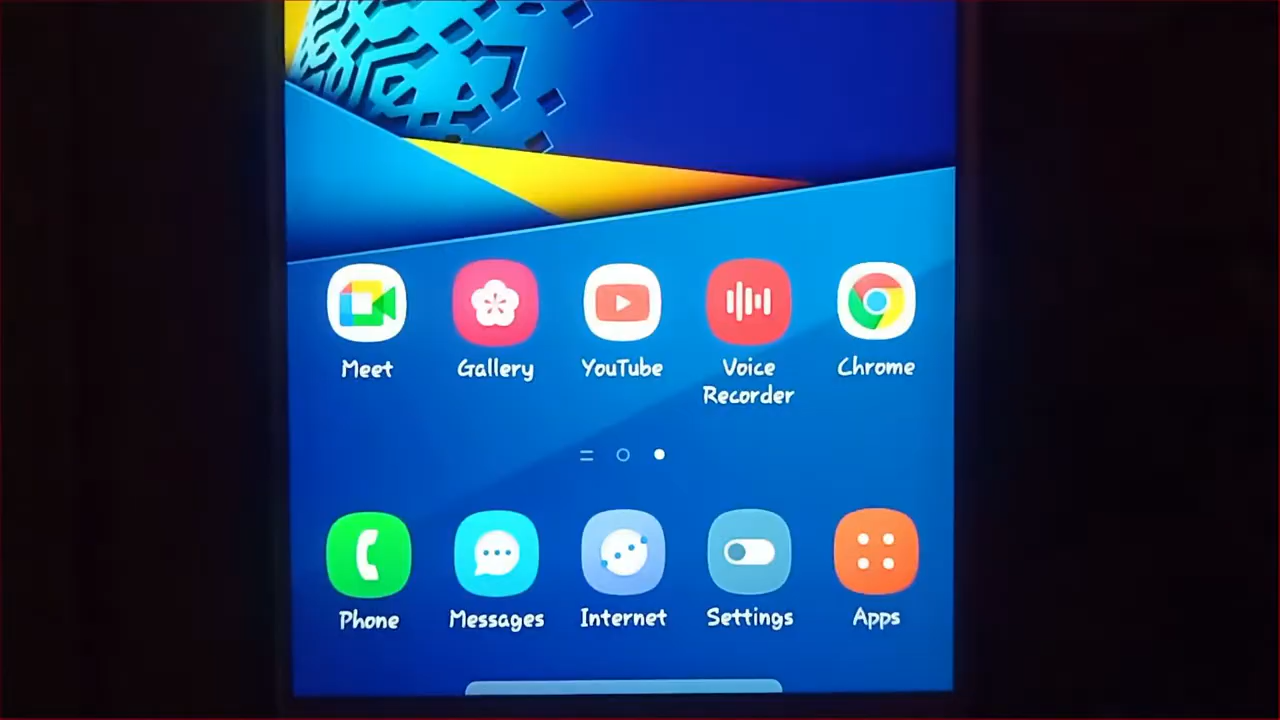 Meet
Gallery
YouTube
Voice
Recorder
Chrome
Phone
Messages
Internet
Settings
Apps